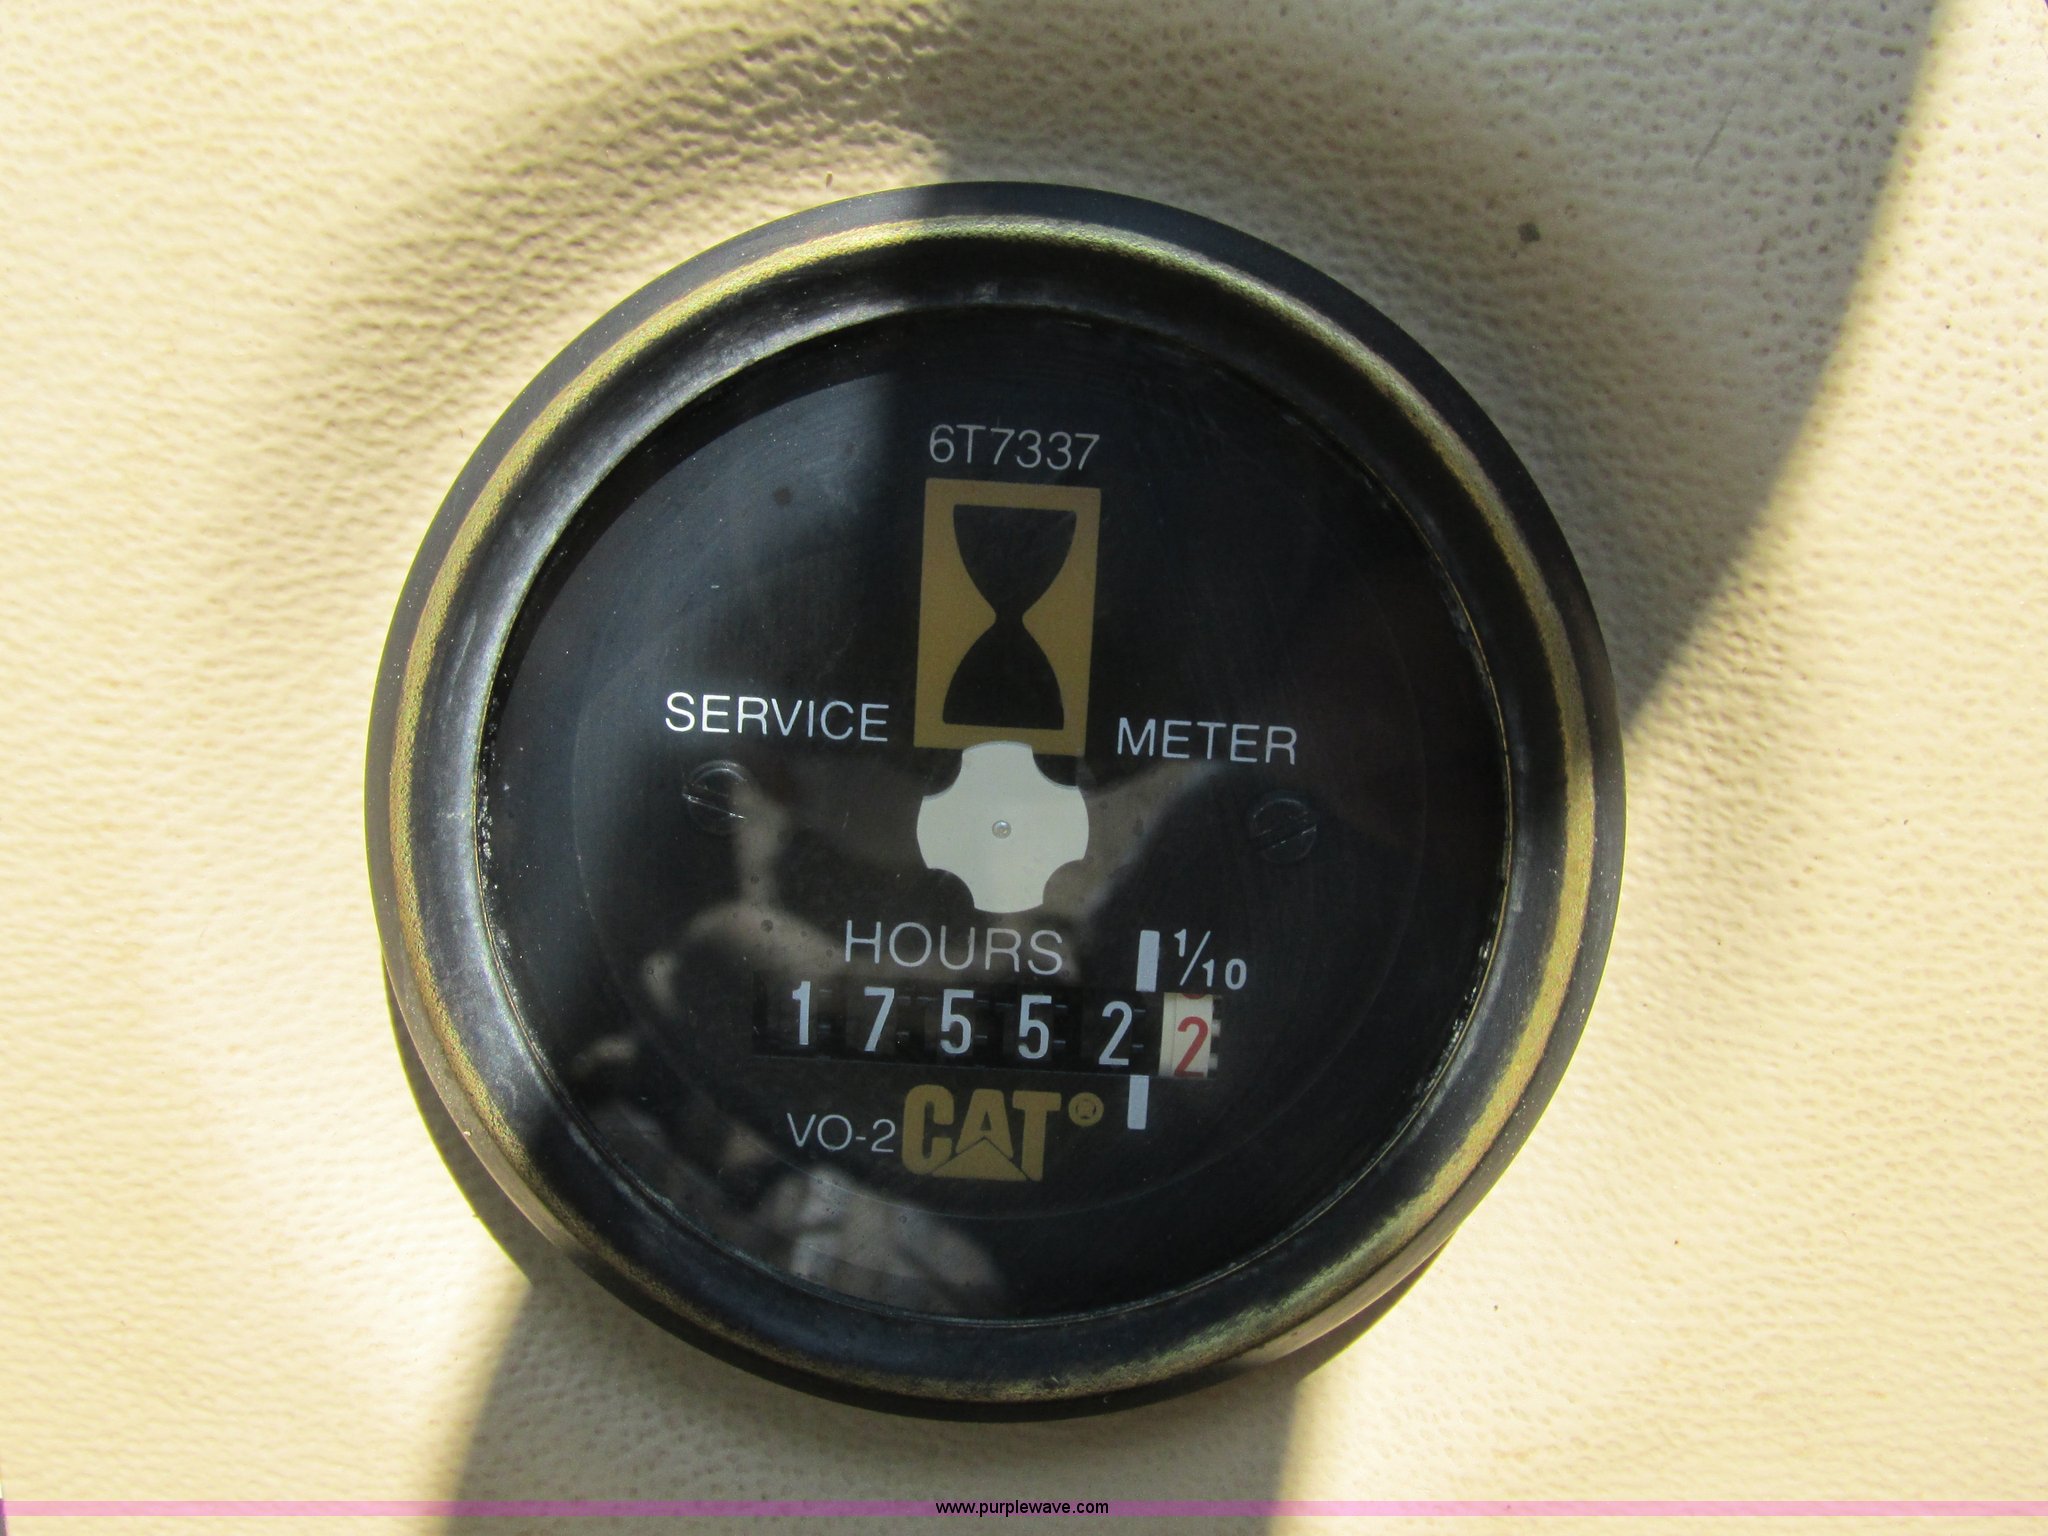 6T7337
SERVICE METER
HOURS 1/10
1 7 5 5 2 2
VO-2 CAT®
www.purplewave.com